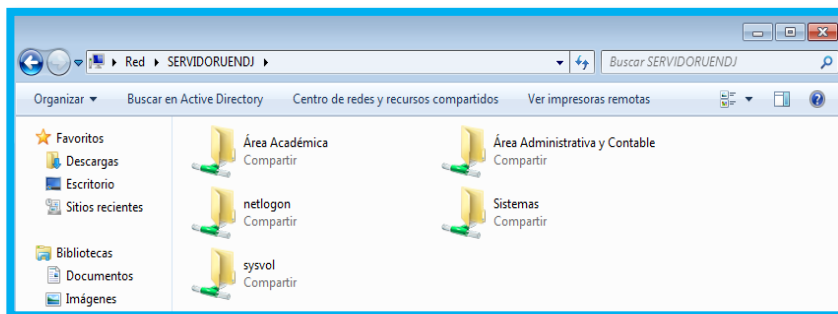 Red ▸ SERVIDORUENDJ ▸
Buscar SERVIDORUENDJ
Organizar ▾ Buscar en Active Directory Centro de redes y recursos compartidos Ver impresoras remotas
Favoritos
Descargas
Escritorio
Sitios recientes
Bibliotecas
Documentos
Imágenes
Área Académica
Compartir
Área Administrativa y Contable
Compartir
netlogon
Compartir
Sistemas
Compartir
sysvol
Compartir